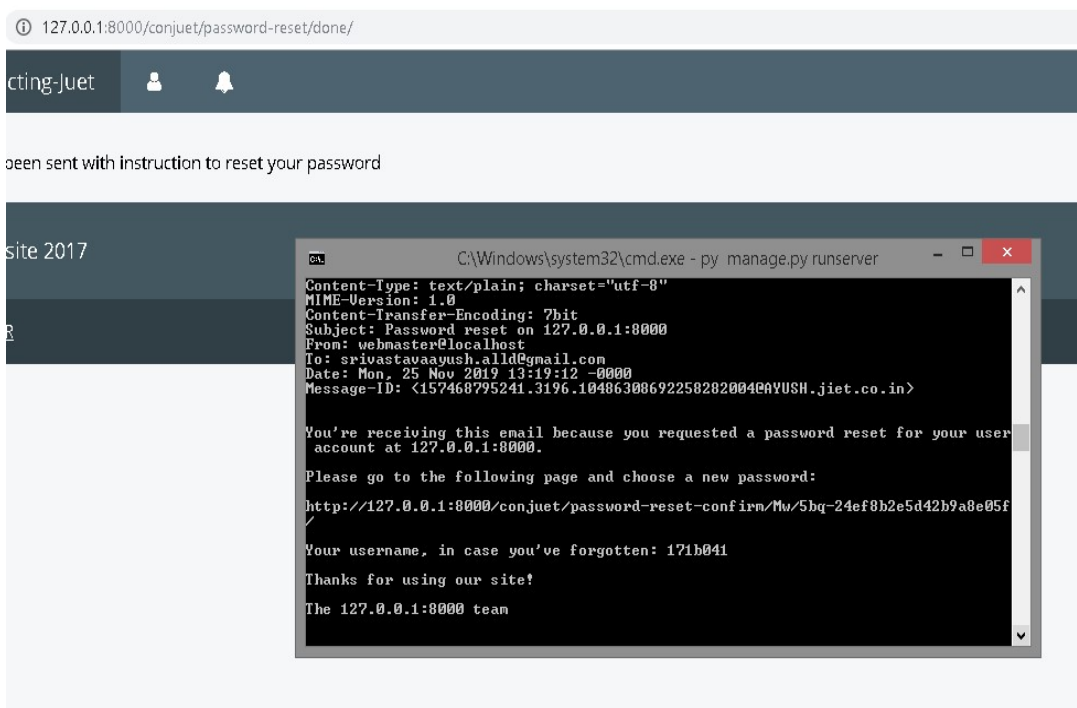 127.0.0.1:8000/conjuet/password-reset/done/
cting-Juet
been sent with instruction to reset your password
site 2017
R
C:\Windows\system32\cmd.exe - py manage.py runserver
Content-Type: text/plain; charset="utf-8"
MIME-Version: 1.0
Content-Transfer-Encoding: 7bit
Subject: Password reset on 127.0.0.1:8000
From: webmaster@localhost
To: srivastavaayush.alld@gmail.com
Date: Mon, 25 Nov 2019 13:19:12 -0000
Message-ID: <157468795241.3196.10486308692258282004@AYUSH.jiet.co.in>
You're receiving this email because you requested a password reset for your user
account at 127.0.0.1:8000.
Please go to the following page and choose a new password:
http://127.0.0.1:8000/conjuet/password-reset-confirm/Mw/5bq-24ef8b2e5d42b9a8e05f
/
Your username, in case you've forgotten: 171b041
Thanks for using our site!
The 127.0.0.1:8000 team